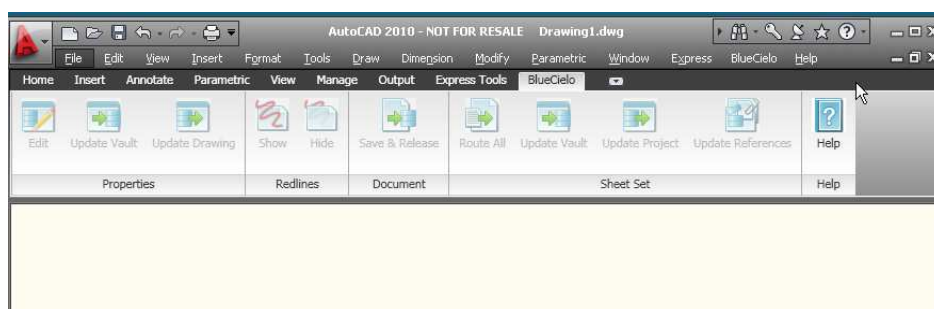 AutoCAD 2010 - NOT FOR RESALE Drawing1.dwg
File Edit View Insert Format Tools Draw Dimension Modify Parametric Window Express BlueCielo Help
Home Insert Annotate Parametric View Manage Output Express Tools BlueCielo
Edit Update Vault Update Drawing Show Hide Save & Release Route All Update Vault Update Project Update References Help
Properties Redlines Document Sheet Set Help